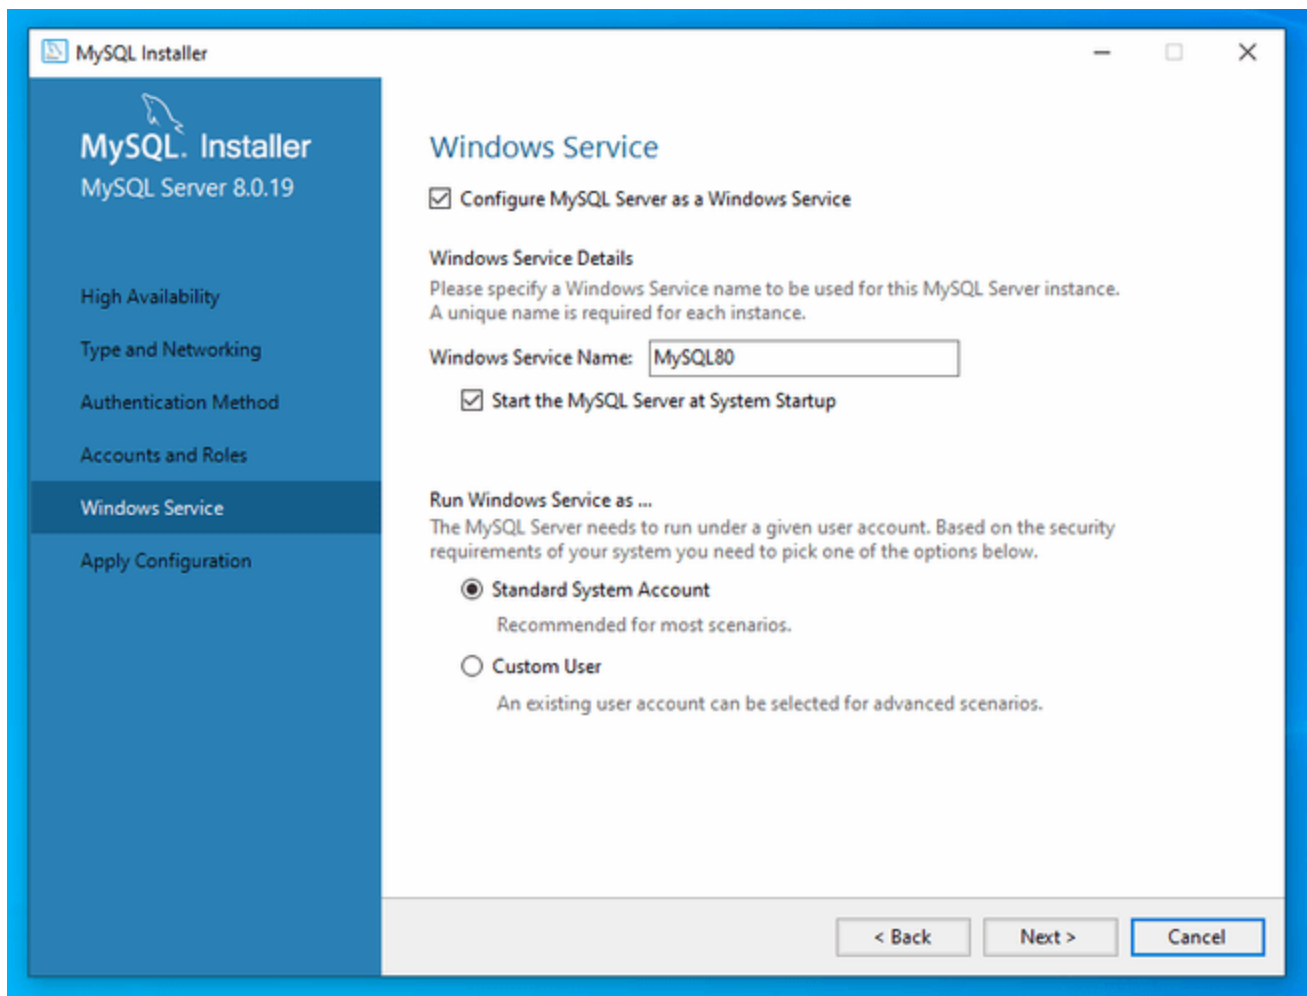 MySQL Installer
MySQL. Installer
MySQL Server 8.0.19
High Availability
Type and Networking
Authentication Method
Accounts and Roles
Windows Service
Apply Configuration
Windows Service
Configure MySQL Server as a Windows Service
Windows Service Details
Please specify a Windows Service name to be used for this MySQL Server instance.
A unique name is required for each instance.
Windows Service Name: MySQL80
Start the MySQL Server at System Startup
Run Windows Service as ...
The MySQL Server needs to run under a given user account. Based on the security
requirements of your system you need to pick one of the options below.
Standard System Account
Recommended for most scenarios.
Custom User
An existing user account can be selected for advanced scenarios.
< Back Next > Cancel